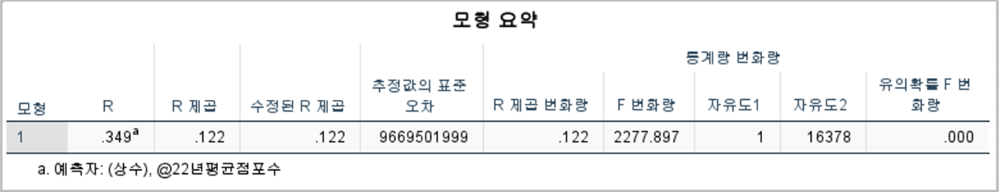 모형 요약
통계량 변화량
모형 R R 제곱 수정된 R 제곱 추정값의 표준 오차 R 제곱 변화량 F 변화량 자유도1 자유도2 유의확률 F 변화량
1 .349a .122 .122 9669501999 .122 2277.897 1 16378 .000
a. 예측자: (상수), @22년평균점포수